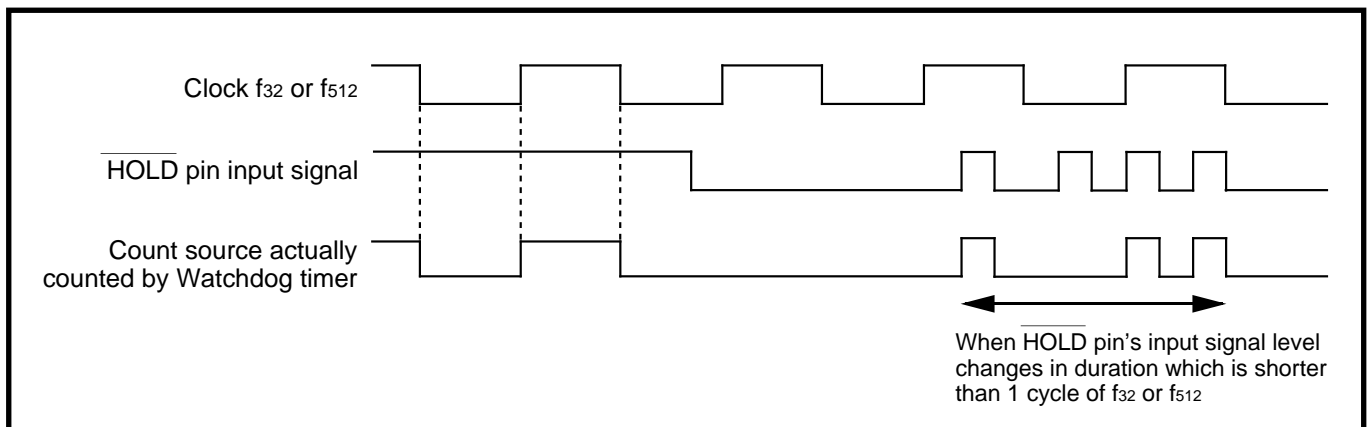 Clock f32 or f512
HOLD pin input signal
Count source actually
counted by Watchdog timer
When HOLD pin's input signal level
changes in duration which is shorter
than 1 cycle of f32 or f512